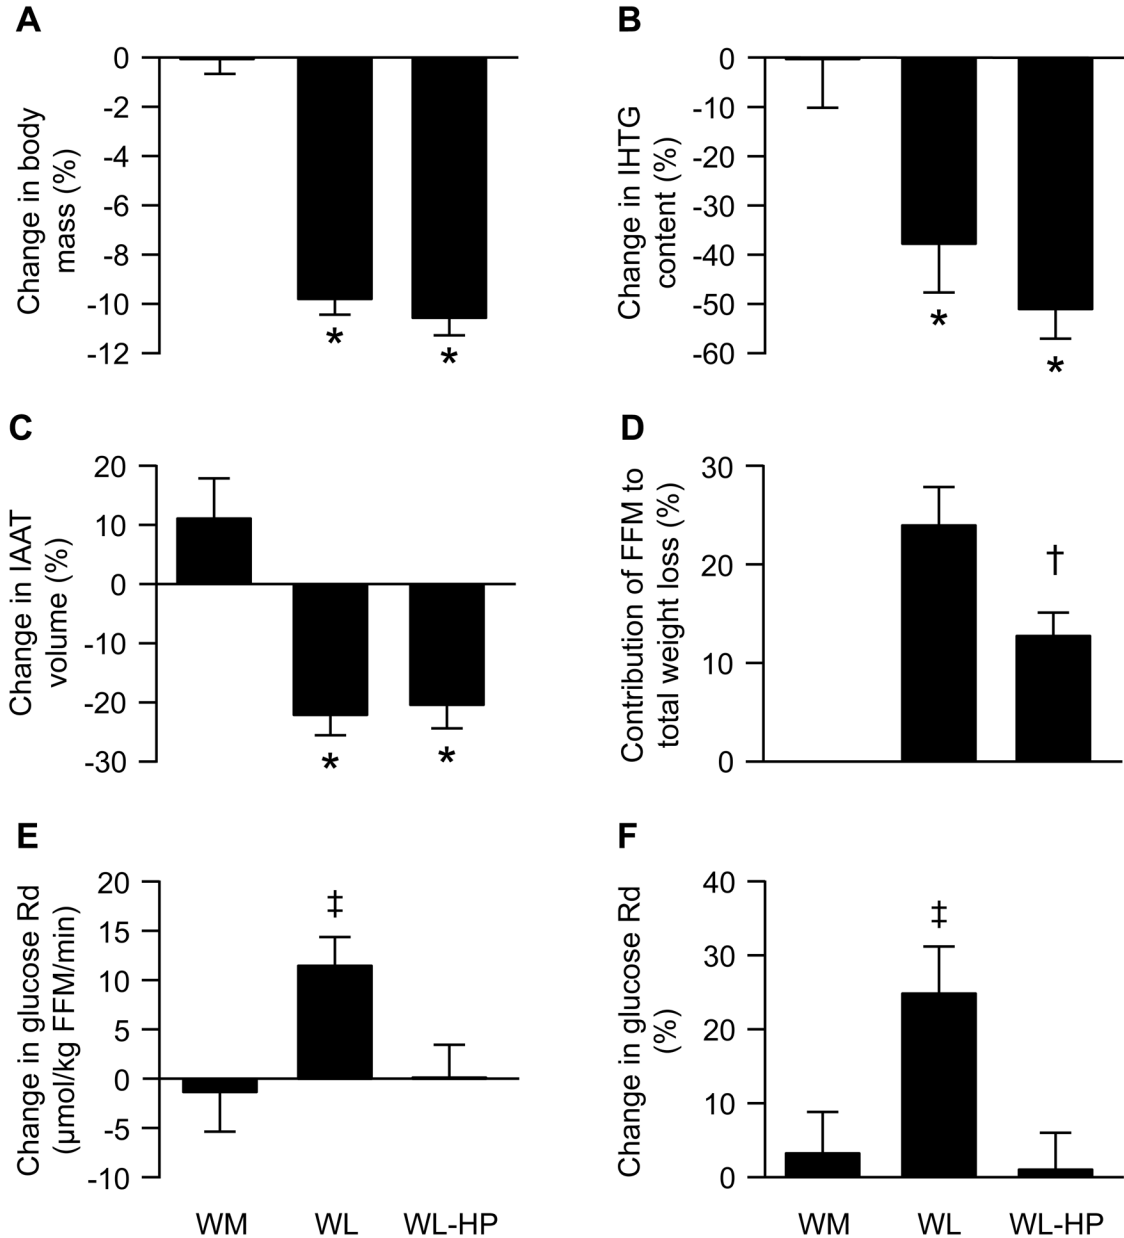 A
Change in body
mass (%)
0
-2
-4
-6
-8
-10
-12
*
*
B
Change in IHTG
content (%)
0
-10
-20
-30
-40
-50
-60
*
*
C
Change in IAAT
volume (%)
20
10
0
-10
-20
-30
*
*
D
Contribution of FFM to
total weight loss (%)
30
20
10
0
†
E
Change in glucose Rd
(μmol/kg FFM/min)
20
15
10
5
0
-5
-10
‡
WM WL WL-HP
F
Change in glucose Rd
(%)
40
30
20
10
0
‡
WM WL WL-HP